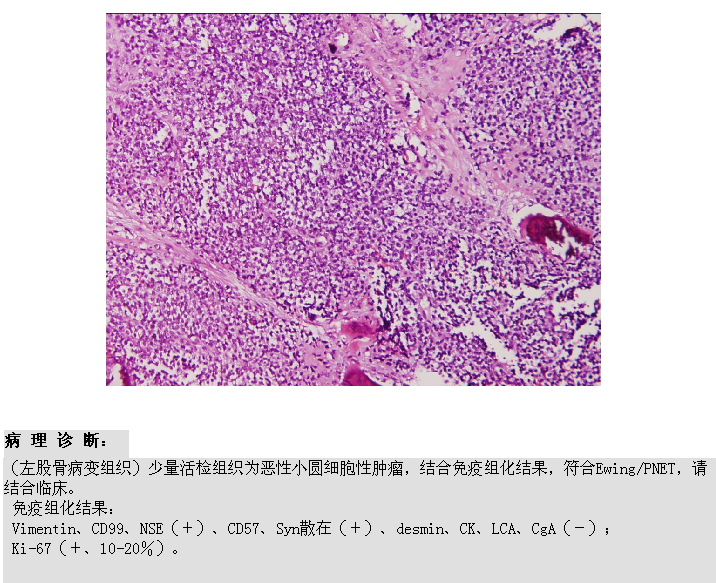 病 理 诊 断：
（左股骨病变组织）少量活检组织为恶性小圆细胞性肿瘤，结合免疫组化结果，符合Ewing/PNET，请
结合临床。
免疫组化结果：
Vimentin、CD99、NSE（＋）、CD57、Syn散在（＋）、desmin、CK、LCA、CgA（－）；
Ki-67（＋、10-20％）。